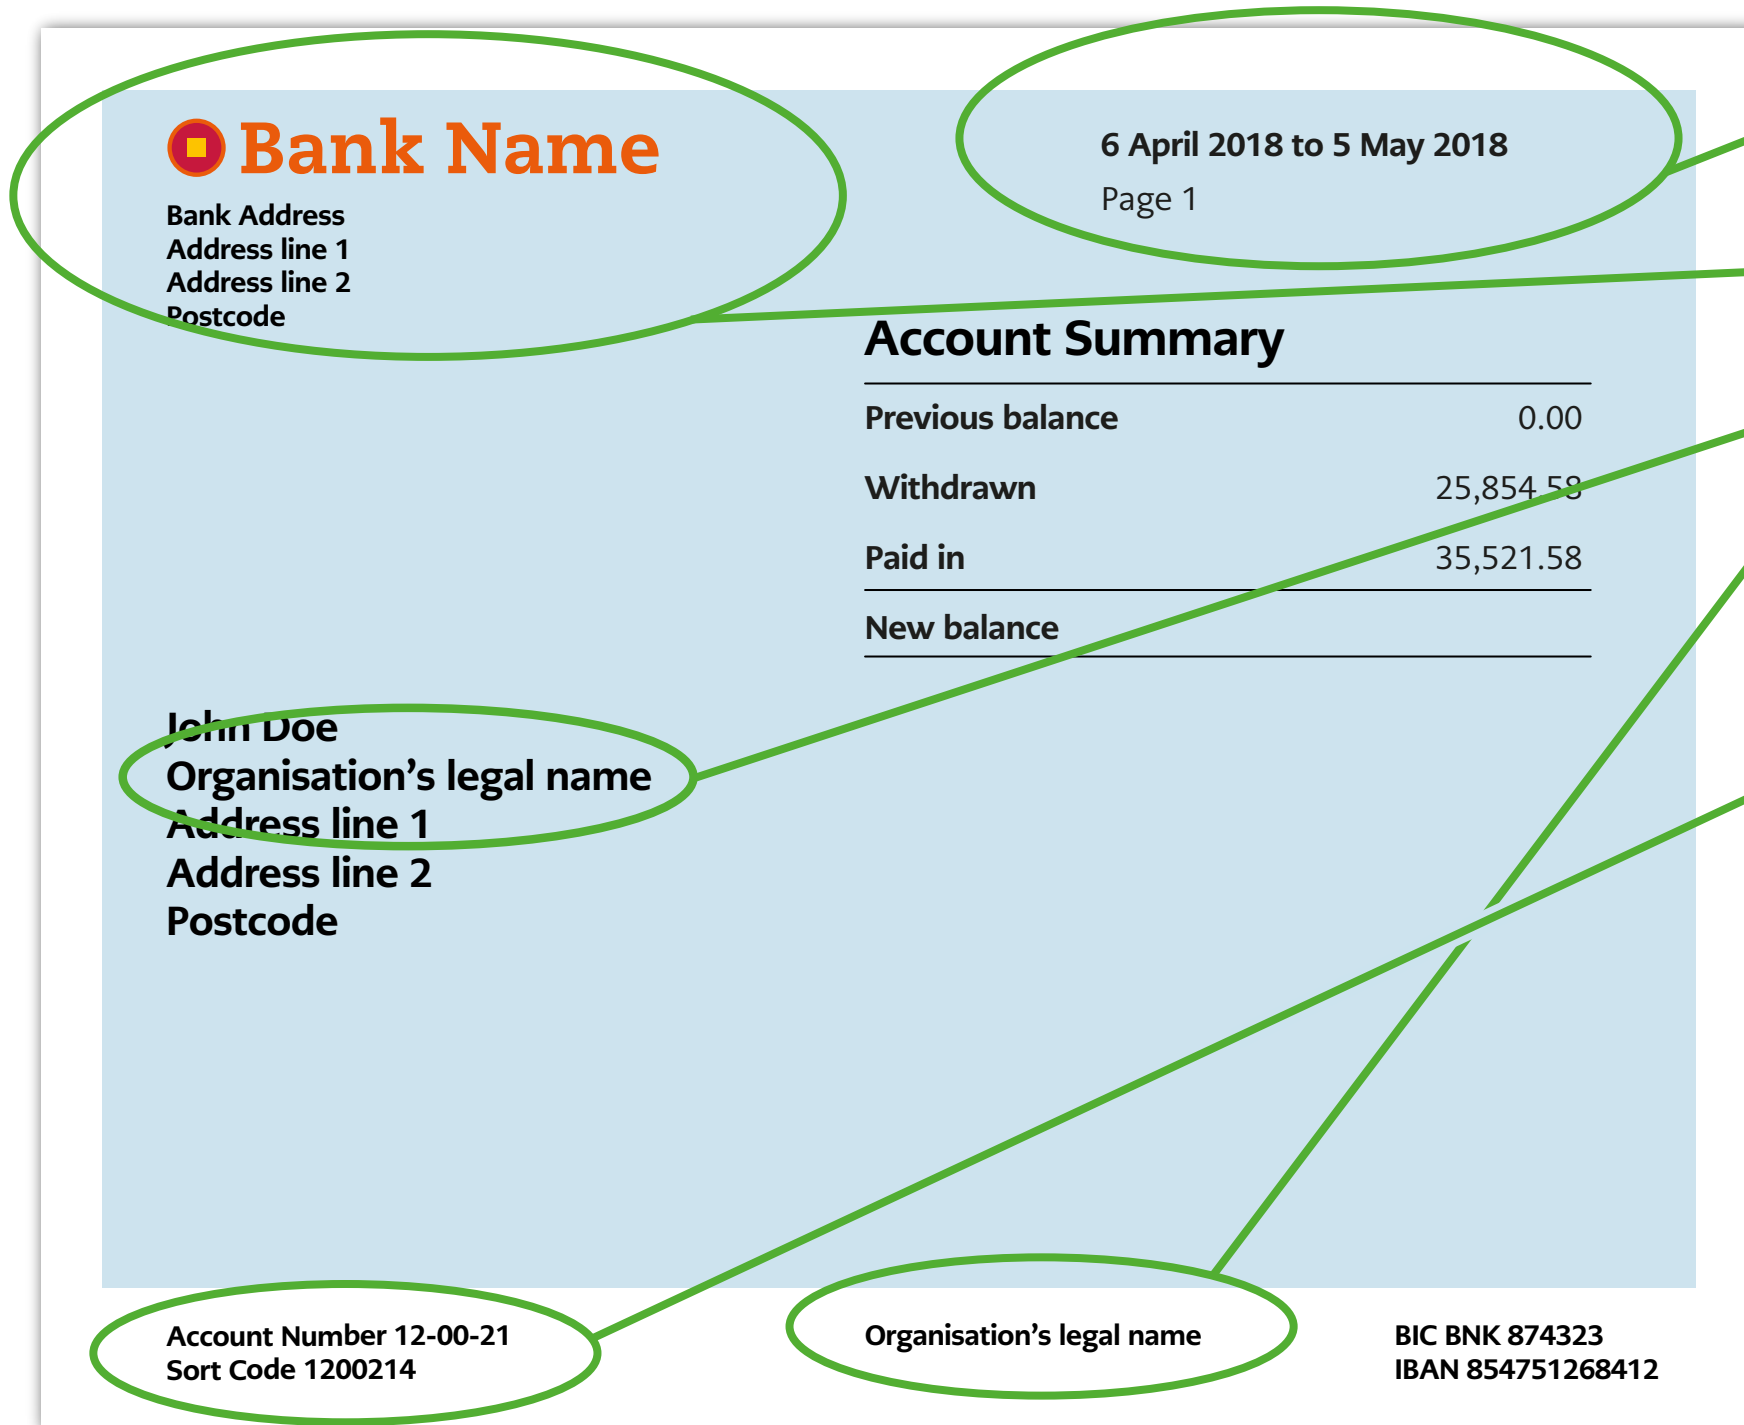 Bank Name
Bank Address
Address line 1
Address line 2
Postcode
6 April 2018 to 5 May 2018
Page 1
Account Summary
Previous balance 0.00
Withdrawn 25,854.58
Paid in 35,521.58
New balance
John Doe
Organisation’s legal name
Address line 1
Address line 2
Postcode
Account Number 12-00-21
Sort Code 1200214
Organisation’s legal name
BIC BNK 874323
IBAN 854751268412